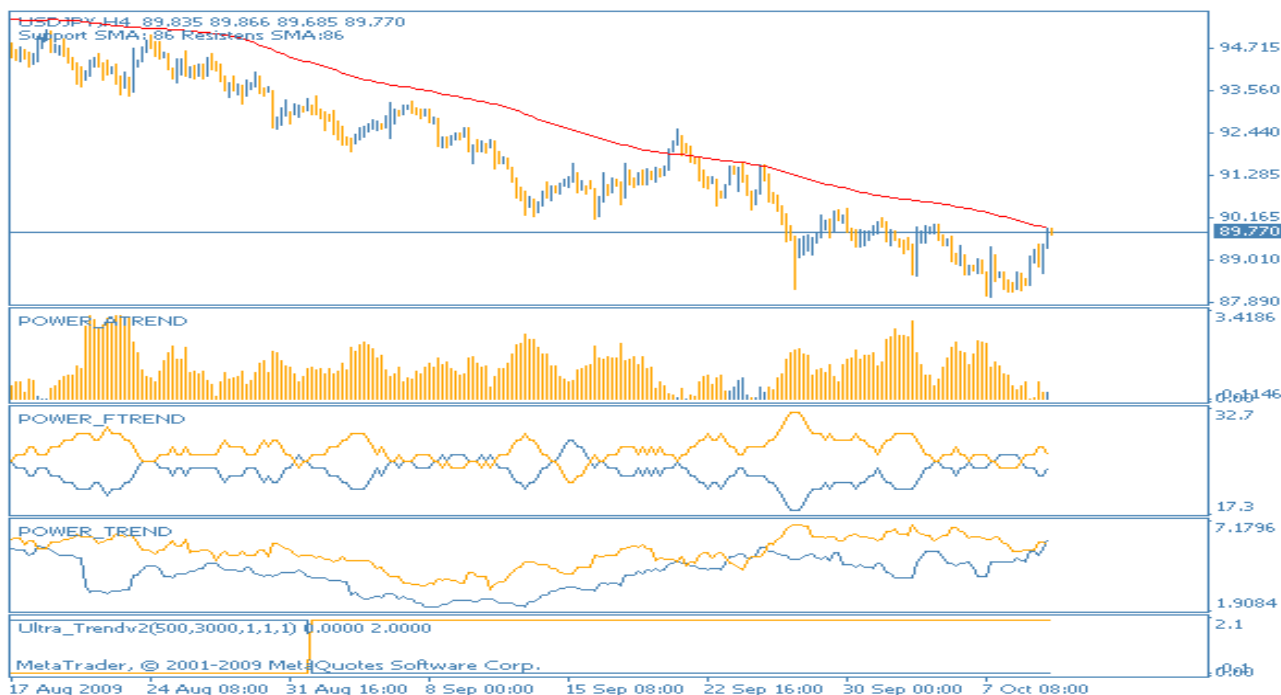 USDJPY,H4 89.835 89.866 89.685 89.770
Support SMA: 86 Resistens SMA:86
94.715
93.560
92.440
91.285
90.165
89.770
89.010
87.890
POWER_ATREND
3.4186
0.00
POWER_FTREND
32.7
17.3
POWER_TREND
7.1796
1.9084
Ultra_Trendv2(500,3000,1,1,1) 0.0000 2.0000
2.1
MetaTrader, © 2001-2009 MetaQuotes Software Corp.
17 Aug 2009 24 Aug 08:00 31 Aug 16:00 8 Sep 00:00 15 Sep 08:00 22 Sep 16:00 30 Sep 00:00 7 Oct 08:00